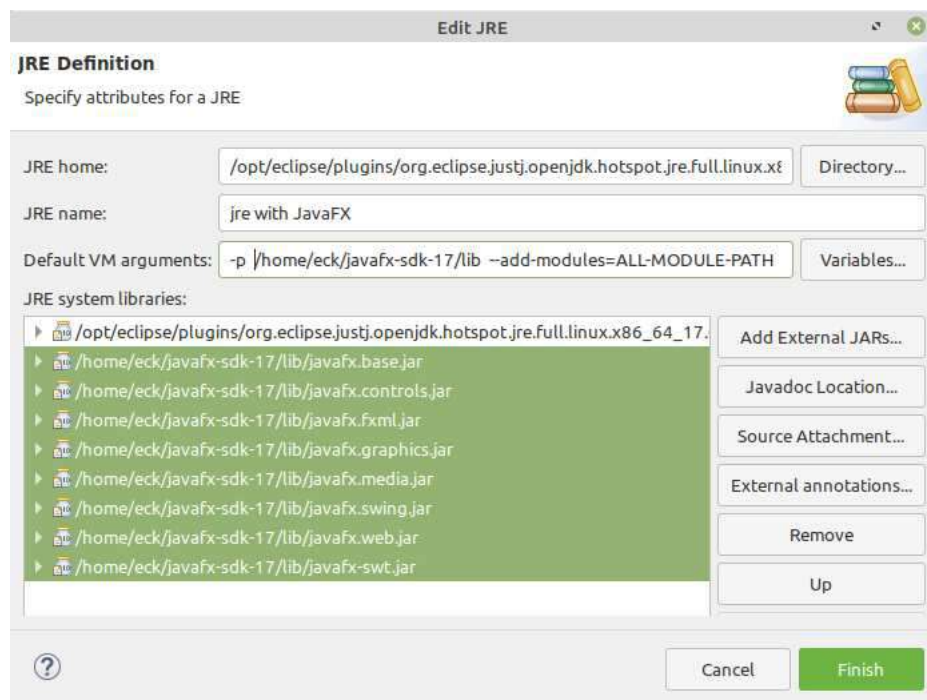 Edit JRE
JRE Definition
Specify attributes for a JRE
JRE home: /opt/eclipse/plugins/org.eclipse.justj.openjdk.hotspot.jre.full.linux.x8 Directory...
JRE name: jre with JavaFX
Default VM arguments: -p /home/eck/javafx-sdk-17/lib --add-modules=ALL-MODULE-PATH Variables...
JRE system libraries:
/opt/eclipse/plugins/org.eclipse.justj.openjdk.hotspot.jre.full.linux.x86_64_17. Add External JARs...
/home/eck/javafx-sdk-17/lib/javafx.base.jar
/home/eck/javafx-sdk-17/lib/javafx.controls.jar Javadoc Location...
/home/eck/javafx-sdk-17/lib/javafx.fxml.jar
/home/eck/javafx-sdk-17/lib/javafx.graphics.jar Source Attachment...
/home/eck/javafx-sdk-17/lib/javafx.media.jar External annotations...
/home/eck/javafx-sdk-17/lib/javafx.swing.jar
/home/eck/javafx-sdk-17/lib/javafx.web.jar Remove
/home/eck/javafx-sdk-17/lib/javafx-swt.jar
Up
? Cancel Finish